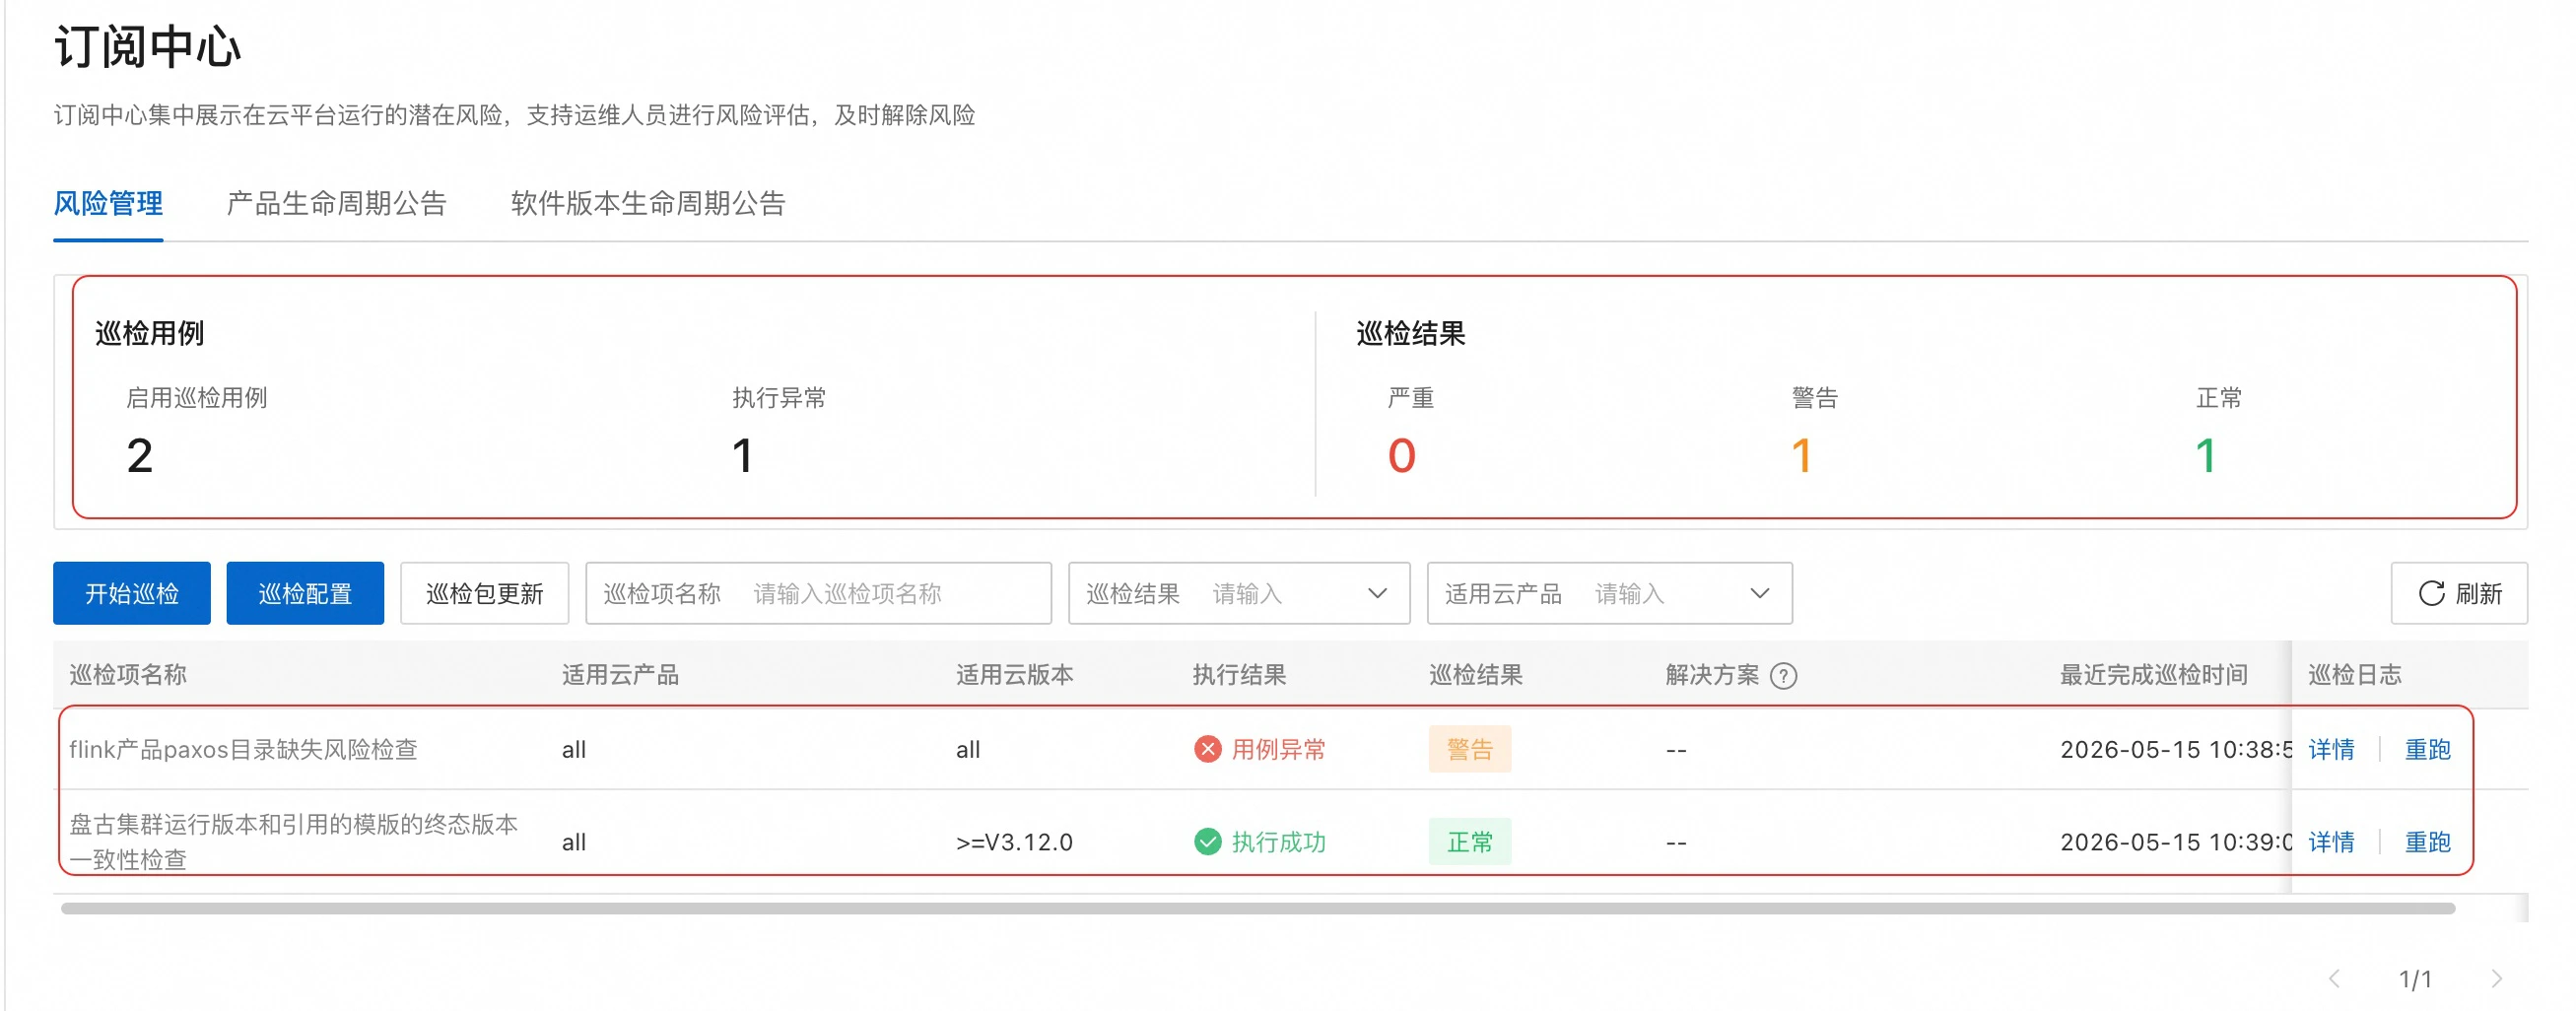 订阅中心
订阅中心集中展示在云平台运行的潜在风险，支持运维人员进行风险评估，及时解除风险
风险管理 产品生命周期公告 软件版本生命周期公告
巡检用例 巡检结果
启用巡检用例 执行异常 严重 警告 正常
2 1 0 1 1
开始巡检 巡检配置 巡检包更新 巡检项名称 请输入巡检项名称 巡检结果 请输入 适用云产品 请输入 刷新
巡检项名称 适用云产品 适用云版本 执行结果 巡检结果 解决方案 ? 最近完成巡检时间 巡检日志
flink产品paxos目录缺失风险检查 all all 用例异常 警告 -- 2026-05-15 10:38:5 详情 重跑
盘古集群运行版本和引用的模版的终态版本
一致性检查 all >=V3.12.0 执行成功 正常 -- 2026-05-15 10:39:0 详情 重跑
1/1